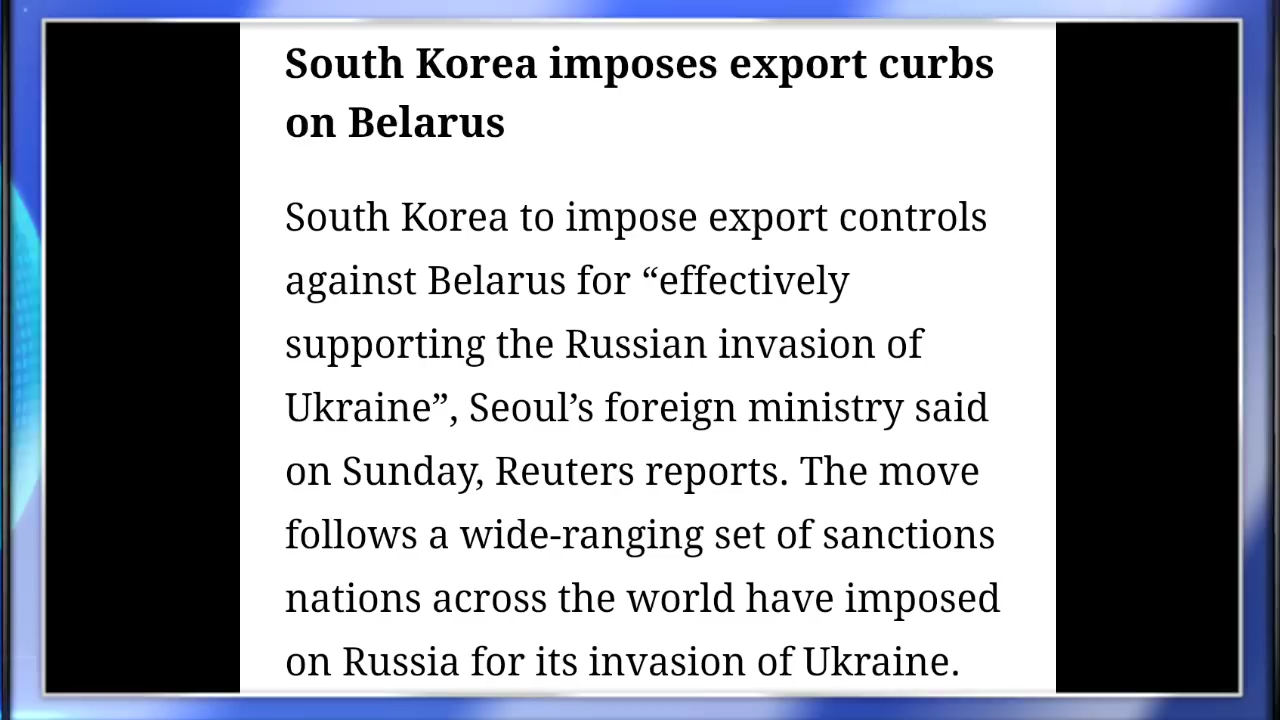 South Korea imposes export curbs
on Belarus
South Korea to impose export controls
against Belarus for “effectively
supporting the Russian invasion of
Ukraine”, Seoul’s foreign ministry said
on Sunday, Reuters reports. The move
follows a wide-ranging set of sanctions
nations across the world have imposed
on Russia for its invasion of Ukraine.